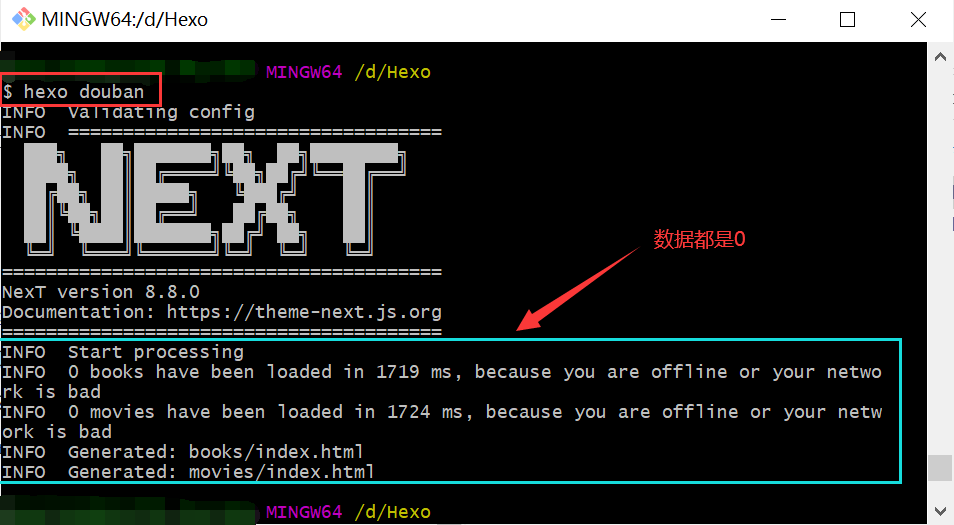 MINGW64:/d/Hexo
MINGW64 /d/Hexo
$ hexo douban
INFO  Validating config
INFO  ==================================
NEXT
========================================
NexT version 8.8.0
Documentation: https://theme-next.js.org
========================================
数据都是0
INFO  Start processing
INFO  0 books have been loaded in 1719 ms, because you are offline or your netwo
rk is bad
INFO  0 movies have been loaded in 1724 ms, because you are offline or your netw
ork is bad
INFO  Generated: books/index.html
INFO  Generated: movies/index.html
MINGW64 /d/Hexo